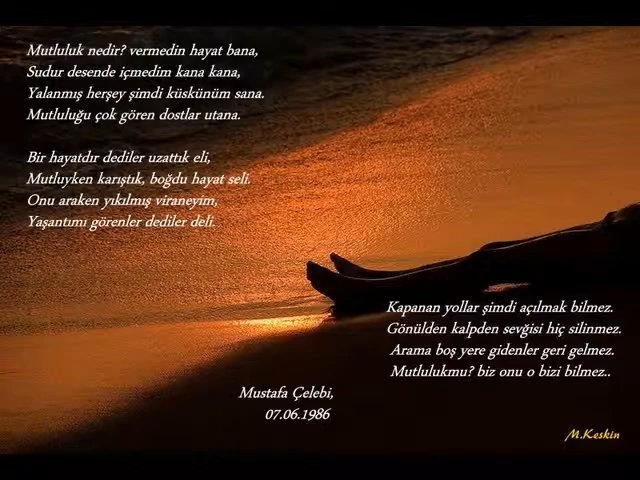 Mutluluk nedir? vermedin hayat bana,
Sudur desende içmedim kana kana,
Yalanmış herşey şimdi küskünüm sana.
Mutluluğu çok gören dostlar utana.
Bir hayatdır dediler uzattık eli,
Mutluyken karıştık, boğdu hayat seli.
Onu araken yıkılmış viraneyim,
Yaşantımı görenler dediler deli.
Kapanan yollar şimdi açılmak bilmez.
Gönülden kalpden sevğisi hiç silinmez.
Arama boş yere gidenler geri gelmez.
Mutlulukmu? biz onu o bizi bilmez..
Mustafa Çelebi,
07.06.1986
M.Keskin